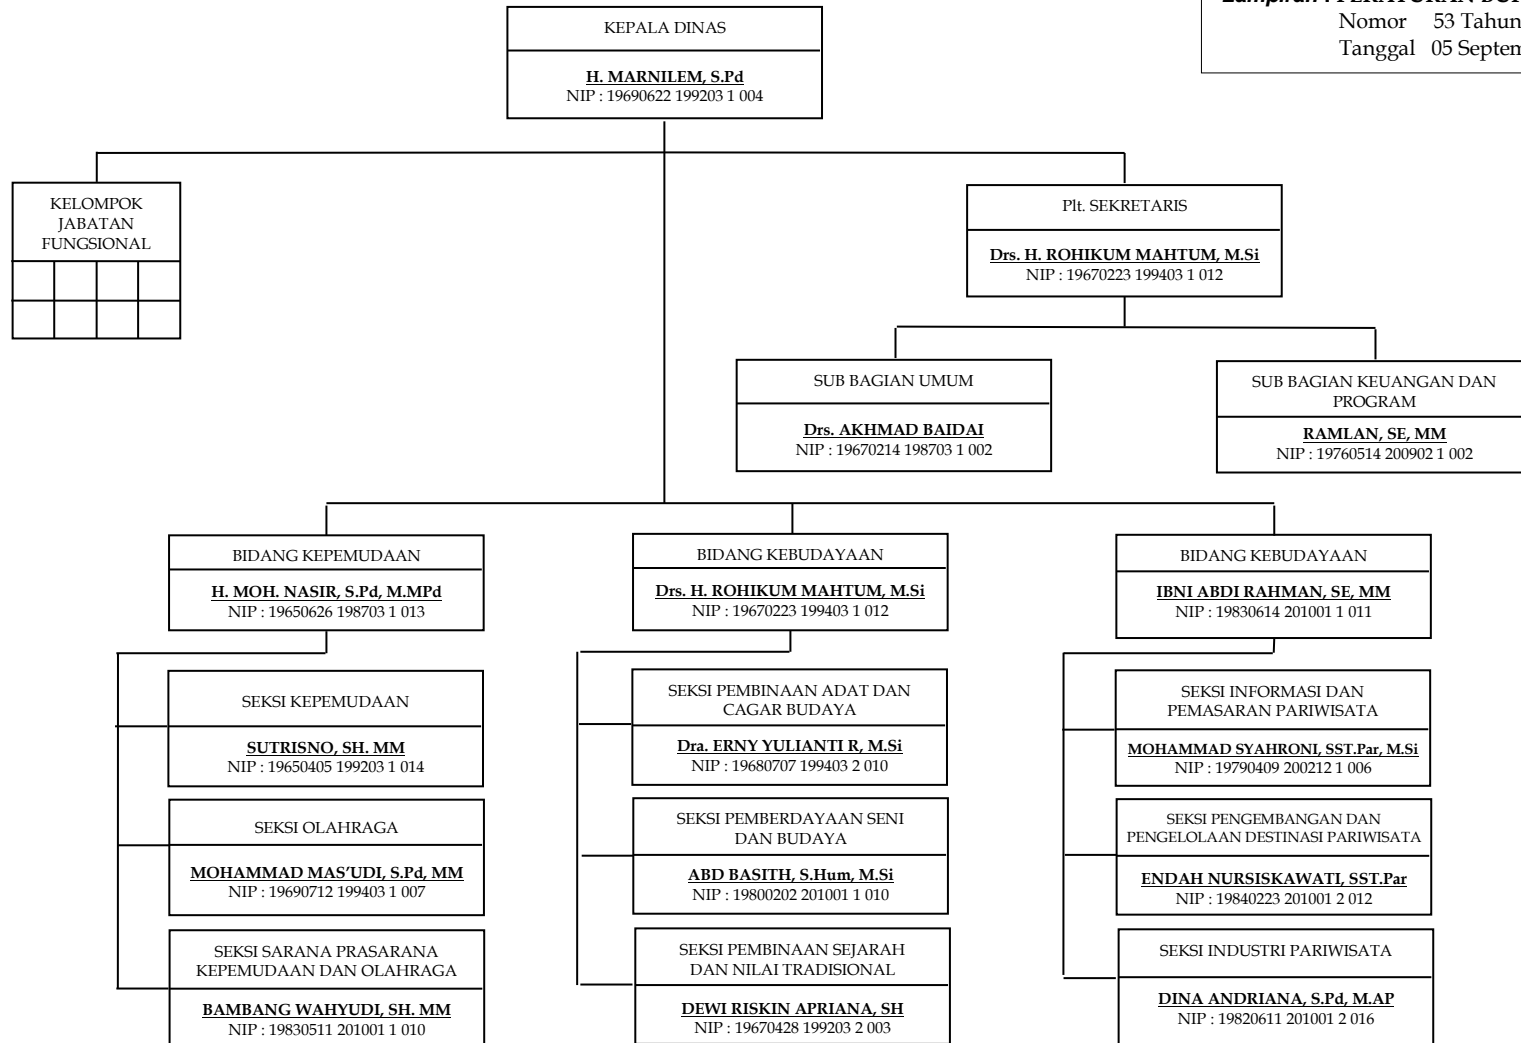 KEPALA DINAS
H. MARNILEM, S.Pd
NIP : 19690622 199203 1 004
Nomor 53 Tahun
Tanggal 05
KELOMPOK
JABATAN
FUNGSIONAL
Plt. SEKRETARIS
Drs. H. ROHIKUM MAHTUM, M.Si
NIP : 19670223 199403 1 012
SUB BAGIAN UMUM
Drs. AKHMAD BAIDAI
NIP : 19670214 198703 1 002
SUB BAGIAN KEUANGAN DAN
PROGRAM
RAMLAN, SE, MM
NIP : 19760514 200902 1 002
BIDANG KEPEMUDAAN
H. MOH. NASIR, S.Pd, M.MPd
NIP : 19650626 198703 1 013
BIDANG KEBUDAYAAN
Drs. H. ROHIKUM MAHTUM, M.Si
NIP : 19670223 199403 1 012
BIDANG KEBUDAYAAN
IBNI ABDI RAHMAN, SE, MM
NIP : 19830614 201001 1 011
SEKSI KEPEMUDAAN
SUTRISNO, SH. MM
NIP : 19650405 199203 1 014
SEKSI PEMBINAAN ADAT DAN
CAGAR BUDAYA
Dra. ERNY YULIANTI R, M.Si
NIP : 19680707 199403 2 010
SEKSI INFORMASI DAN
PEMASARAN PARIWISATA
MOHAMMAD SYAHRONI, SST.Par, M.Si
NIP : 19790409 200212 1 006
SEKSI OLAHRAGA
MOHAMMAD MAS’UDI, S.Pd, MM
NIP : 19690712 199403 1 007
SEKSI PEMBERDAYAAN SENI
DAN BUDAYA
ABD BASITH, S.Hum, M.Si
NIP : 19800202 201001 1 010
SEKSI PENGEMBANGAN DAN
PENGELOLAAN DESTINASI PARIWISATA
ENDAH NURSISKAWATI, SST.Par
NIP : 19840223 201001 2 012
SEKSI SARANA PRASARANA
KEPEMUDAAN DAN OLAHRAGA
BAMBANG WAHYUDI, SH. MM
NIP : 19830511 201001 1 010
SEKSI PEMBINAAN SEJARAH
DAN NILAI TRADISIONAL
DEWI RISKIN APRIANA, SH
NIP : 19670428 199203 2 003
SEKSI INDUSTRI PARIWISATA
DINA ANDRIANA, S.Pd, M.AP
NIP : 19820611 201001 2 016